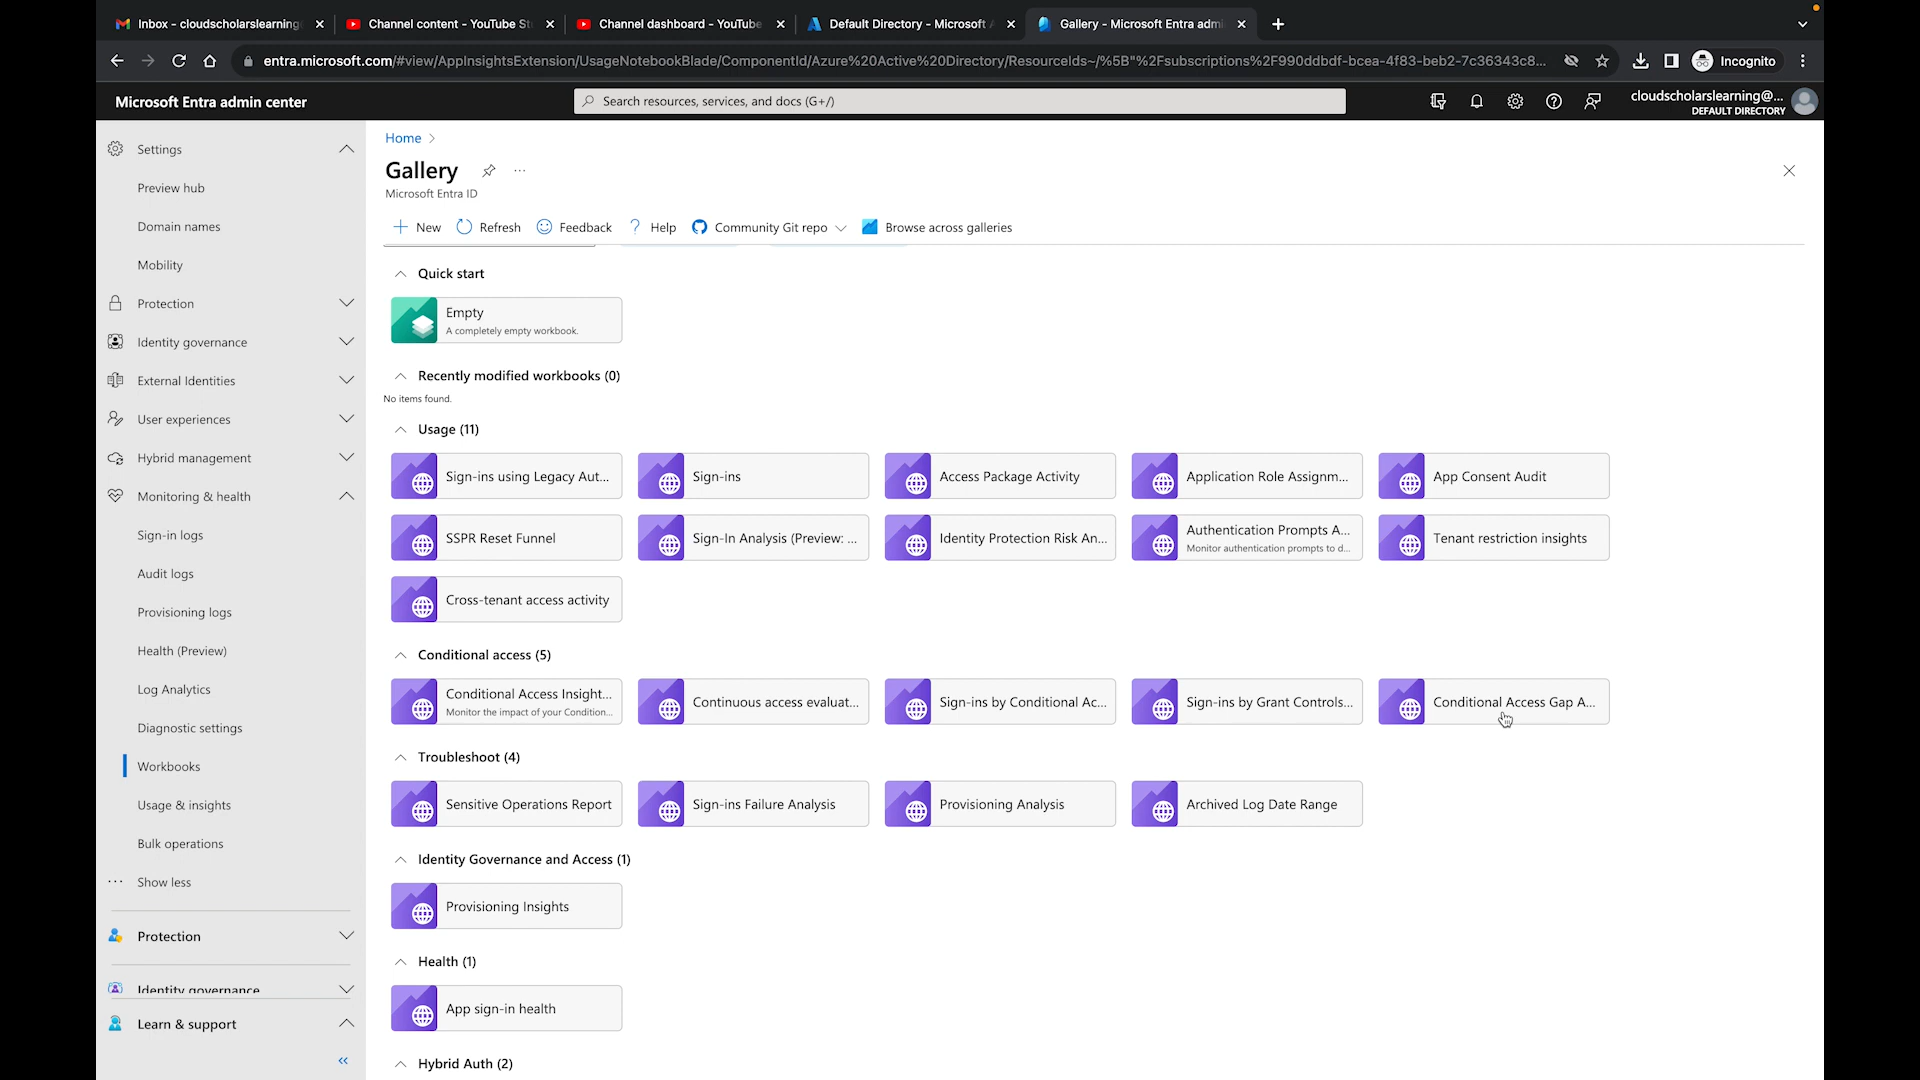 Inbox - cloudscholarslearning
Channel content - YouTube St
Channel dashboard - YouTube
Default Directory - Microsoft A
Gallery - Microsoft Entra admi
entra.microsoft.com/#view/AppInsightsExtension/UsageNotebookBlade/ComponentId/Azure%20Active%20Directory/ResourceIds~/%5B"%2Fsubscriptions%2F990ddbdf-bcea-4f83-beb2-7c36343c8...
Incognito
Microsoft Entra admin center
Search resources, services, and docs (G+/)
cloudscholarslearning@...
DEFAULT DIRECTORY
Settings
Preview hub
Domain names
Mobility
Protection
Identity governance
External Identities
User experiences
Hybrid management
Monitoring & health
Sign-in logs
Audit logs
Provisioning logs
Health (Preview)
Log Analytics
Diagnostic settings
Workbooks
Usage & insights
Bulk operations
Show less
Protection
Identity governance
Learn & support
Home
Gallery
Microsoft Entra ID
New
Refresh
Feedback
Help
Community Git repo
Browse across galleries
Quick start
Empty
A completely empty workbook.
Recently modified workbooks (0)
No items found.
Usage (11)
Sign-ins using Legacy Aut...
Sign-ins
Access Package Activity
Application Role Assignm...
App Consent Audit
SSPR Reset Funnel
Sign-In Analysis (Preview: ...
Identity Protection Risk An...
Authentication Prompts A...
Monitor authentication prompts to d...
Tenant restriction insights
Cross-tenant access activity
Conditional access (5)
Conditional Access Insight...
Monitor the impact of your Condition...
Continuous access evaluat...
Sign-ins by Conditional Ac...
Sign-ins by Grant Controls...
Conditional Access Gap A...
Troubleshoot (4)
Sensitive Operations Report
Sign-ins Failure Analysis
Provisioning Analysis
Archived Log Date Range
Identity Governance and Access (1)
Provisioning Insights
Health (1)
App sign-in health
Hybrid Auth (2)